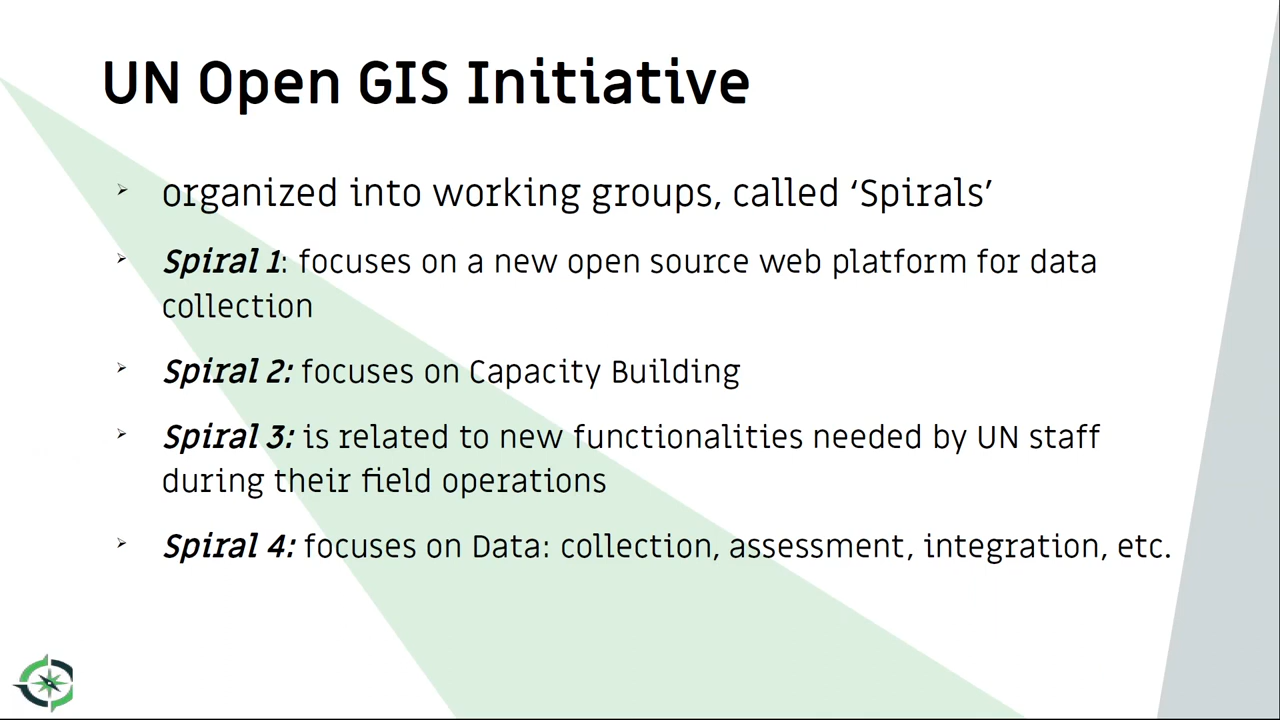 UN Open GIS Initiative
organized into working groups, called ‘Spirals’
Spiral 1: focuses on a new open source web platform for data
collection
Spiral 2: focuses on Capacity Building
Spiral 3: is related to new functionalities needed by UN staff
during their field operations
Spiral 4: focuses on Data: collection, assessment, integration, etc.